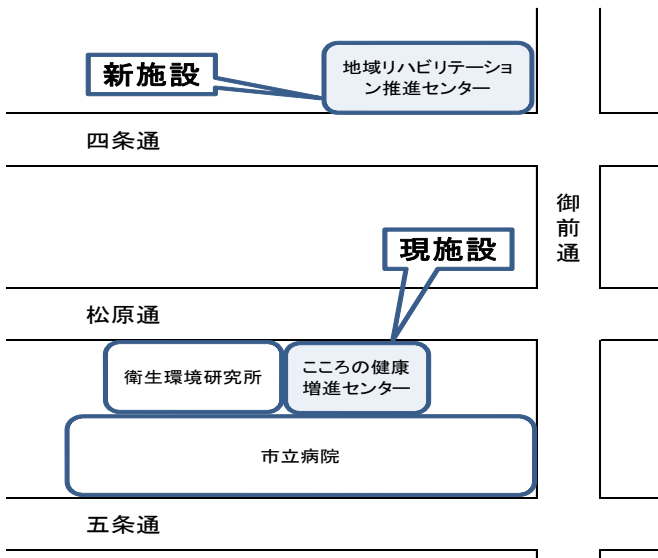 新施設
地域リハビリテーショ
ン推進センター
四条通
御前通
現施設
松原通
衛生環境研究所
こころの健康
増進センター
市立病院
五条通